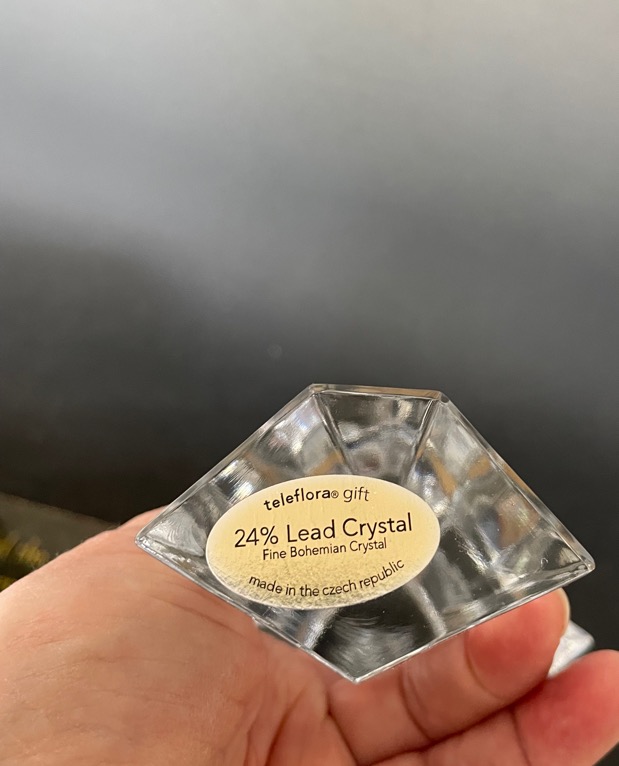 teleflora® gift
24% Lead Crystal
Fine Bohemian Crystal
made in the czech republic